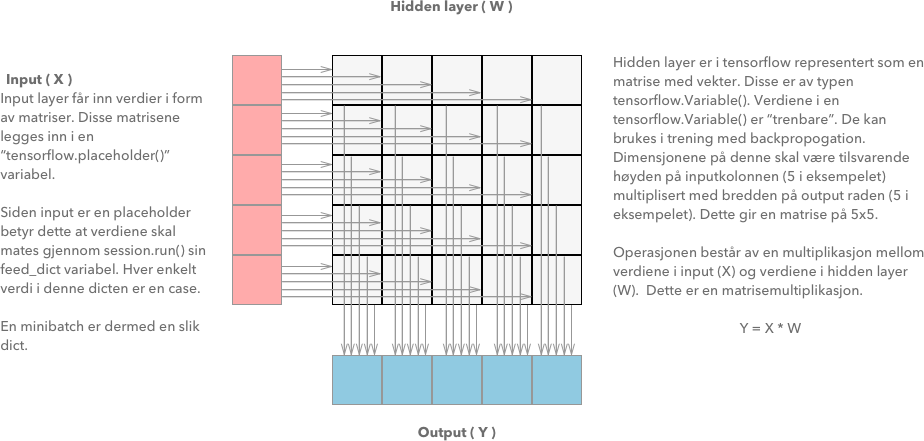 Hidden layer ( W )
Input ( X )
Input layer får inn verdier i form
av matriser. Disse matrisene
legges inn i en
“tensorflow.placeholder()”
variabel.
Siden input er en placeholder
betyr dette at verdiene skal
mates gjennom session.run() sin
feed_dict variabel. Hver enkelt
verdi i denne dicten er en case.
En minibatch er dermed en slik
dict.
Hidden layer er i tensorflow representert som en
matrise med vekter. Disse er av typen
tensorflow.Variable(). Verdiene i en
tensorflow.Variable() er ”trenbare”. De kan
brukes i trening med backpropogation.
Dimensjonene på denne skal være tilsvarende
høyden på inputkolonnen (5 i eksempelet)
multiplisert med bredden på output raden (5 i
eksempelet). Dette gir en matrise på 5x5.
Operasjonen består av en multiplikasjon mellom
verdiene i input (X) og verdiene i hidden layer
(W). Dette er en matrisemultiplikasjon.
Y = X * W
Output ( Y )